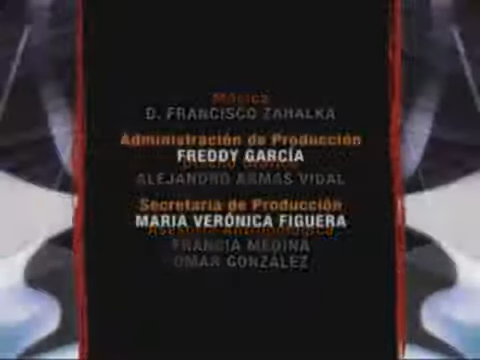 Música
D. FRANCISCO ZAHALKA
Administración de Producción
FREDDY GARCÍA
ALEJANDRO ARMAS VIDAL
Secretaria de Producción
MARIA VERÓNICA FIGUERA
FRANCIA MEDINA
OMAR GONZÁLEZ